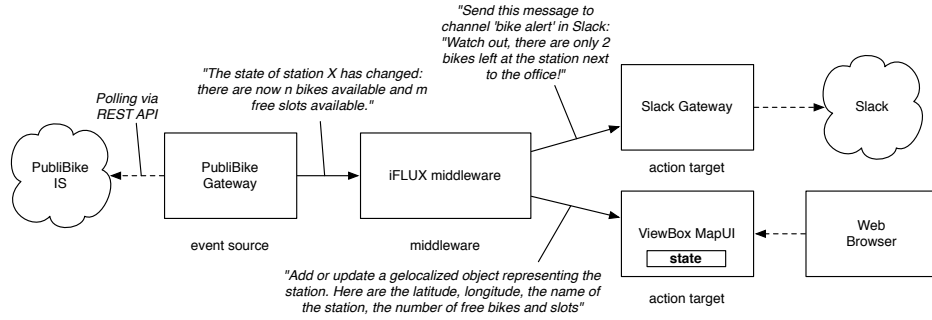 "Send this message to
channel 'bike alert' in Slack:
"Watch out, there are only 2
bikes left at the station next
to the office!"
"The state of station X has changed:
there are now n bikes available and m
free slots available."
Polling via
REST API
PubliBike
IS
PubliBike
Gateway
event source
iFLUX middleware
middleware
Slack Gateway
action target
Slack
ViewBox MapUI
state
action target
Web
Browser
"Add or update a gelocalized object representing the
station. Here are the latitude, longitude, the name of
the station, the number of free bikes and slots"